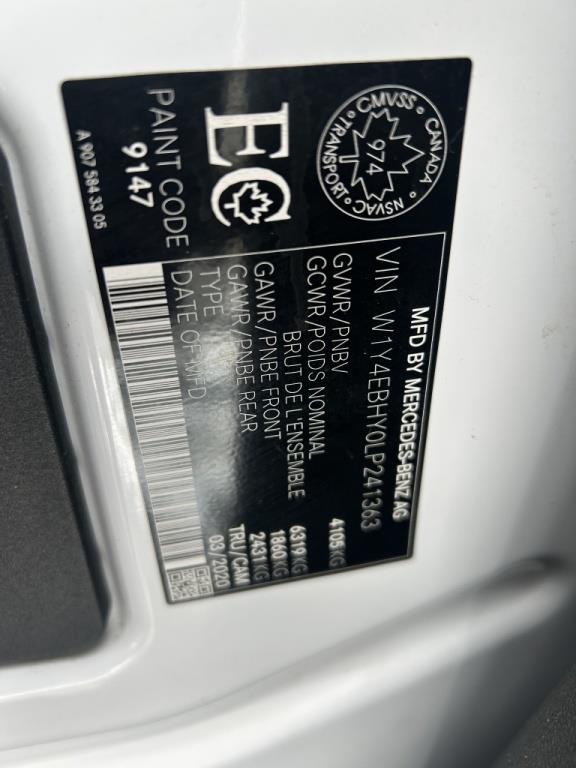 MFD BY MERCEDES-BENZ AG
VIN W1Y4EBHY0LP241363
GVWR/PNBV 4105KG
GCWR/POIDS NOMINAL
BRUT DE L'ENSEMBLE 6319KG
GAWR/PNBE FRONT 1860KG
GAWR/PNBE REAR 2431KG
TYPE TRU/CAM
DATE OF MFD 03/2020
CMVSS
CANADA
974
TRANSPORT
NSVAC
EC
PAINT CODE
9147
A 907 584 33 05